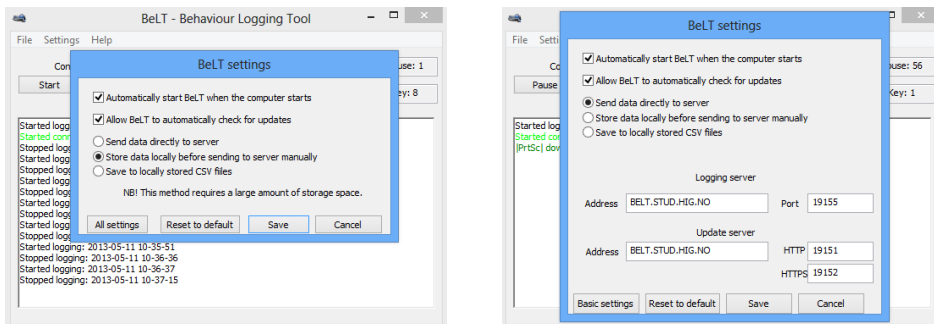 BeLT - Behaviour Logging Tool
File Settings Help
BeLT settings
Start
Automatically start BeLT when the computer starts
Allow BeLT to automatically check for updates
Send data directly to server
Store data locally before sending to server manually
Save to locally stored CSV files
NB! This method requires a large amount of storage space.
All settings Reset to default Save Cancel
Started logging: 2013-05-11 10-35-51
Stopped logging: 2013-05-11 10-36-36
Started logging: 2013-05-11 10-36-37
Stopped logging: 2013-05-11 10-37-15
BeLT settings
File
Pause
Automatically start BeLT when the computer starts
Allow BeLT to automatically check for updates
Send data directly to server
Store data locally before sending to server manually
Save to locally stored CSV files
Key: 1
|PrtSc|
Logging server
Address BELT.STUD.HIG.NO Port 19155
Update server
Address BELT.STUD.HIG.NO HTTP 19151
HTTPS 19152
Basic settings Reset to default Save Cancel